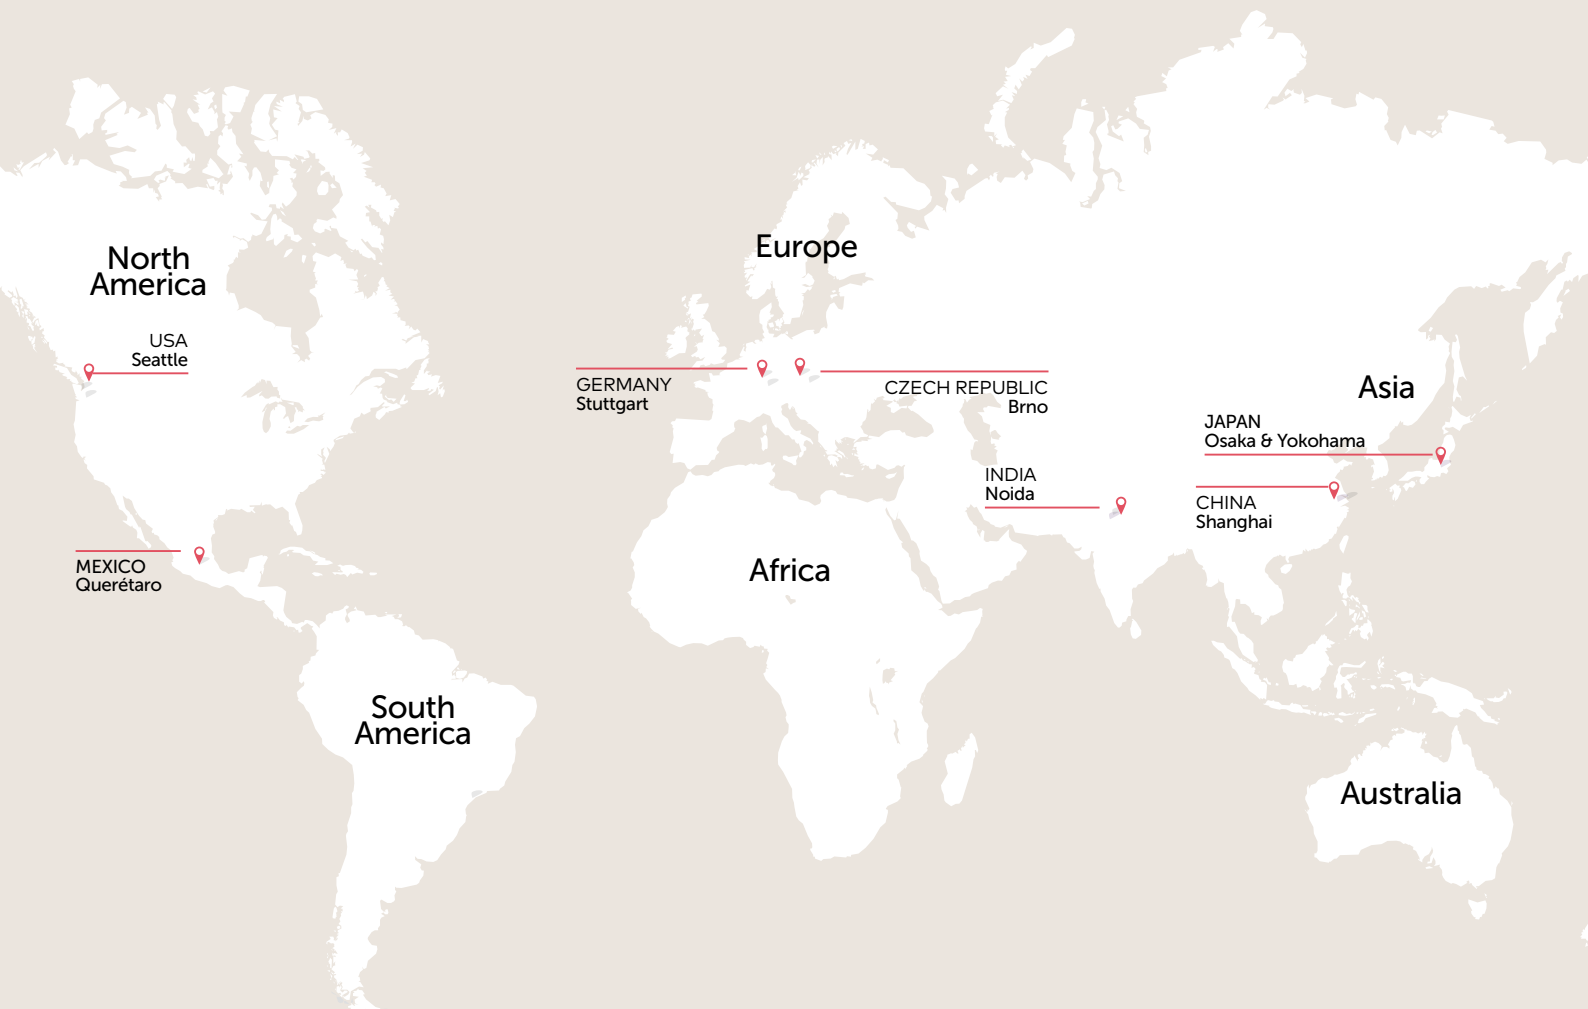 North
America
USA
Seattle
MEXICO
Querétaro
South
America
Europe
GERMANY
Stuttgart
CZECH REPUBLIC
Brno
Africa
Asia
JAPAN
Osaka & Yokohama
INDIA
Noida
CHINA
Shanghai
Australia